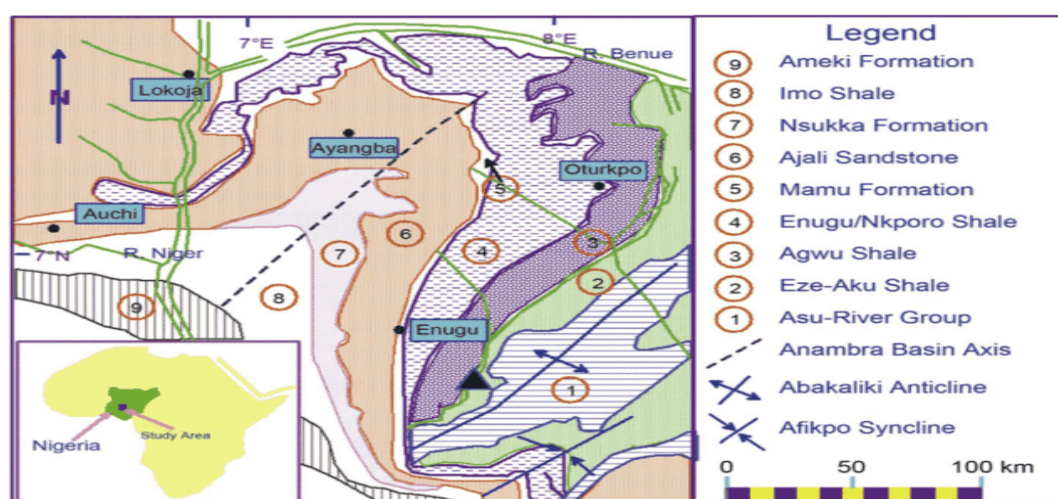 7°E
8°E
R. Benue
N
Lokoja
Ayangba
Oturkpo
5
Auchi
6
3
7°N
R. Niger
7
4
2
8
9
Enugu
1
Nigeria
Study Area
Legend
9 Ameki Formation
8 Imo Shale
7 Nsukka Formation
6 Ajali Sandstone
5 Mamu Formation
4 Enugu/Nkporo Shale
3 Agwu Shale
2 Eze-Aku Shale
1 Asu-River Group
Anambra Basin Axis
Abakaliki Anticline
Afikpo Syncline
0 50 100 km